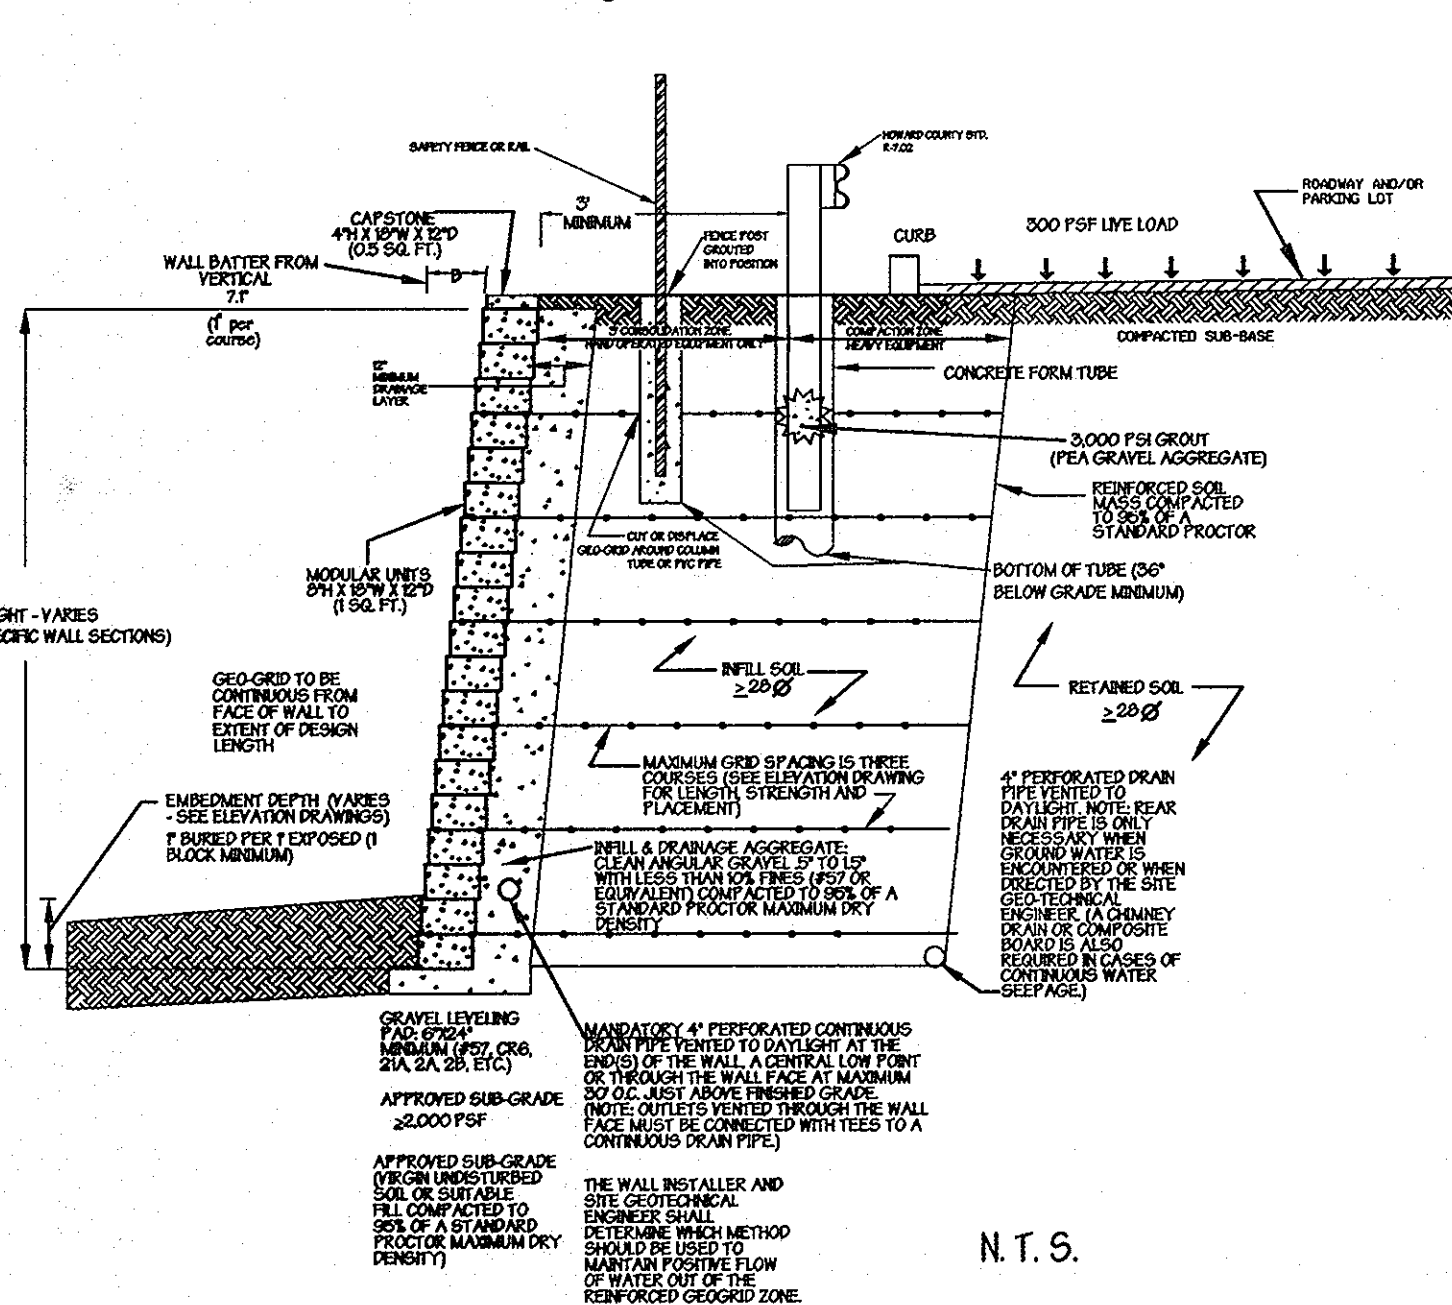 SAFETY FENCE OR RAIL
HOWARD COUNTY STD.
R-7.02
ROADWAY AND/OR
PARKING LOT
3'
MINIMUM
CAPSTONE
4"H X 18"W X 12"D
(0.5 SQ. FT.)
FENCE POST
GROUTED
INTO POSITION
CURB
300 PSF LIVE LOAD
WALL BATTER FROM
VERTICAL
7.1°
B
(1" per
course)
3' CONSOLIDATION ZONE
HAND OPERATED EQUIPMENT ONLY
COMPACTION ZONE
HEAVY EQUIPMENT
COMPACTED SUB-BASE
12"
MINIMUM
DRAINAGE
LAYER
CONCRETE FORM TUBE
3,000 PSI GROUT
(PEA GRAVEL AGGREGATE)
REINFORCED SOIL
MASS COMPACTED
TO 95% OF A
STANDARD PROCTOR
CUT OR DISPLACE
GEO-GRID AROUND COLUMN
TUBE OR PVC PIPE
MODULAR UNITS
8"H X 18"W X 12"D
(1 SQ. FT.)
BOTTOM OF TUBE (36"
BELOW GRADE MINIMUM)
GHT - VARIES
ECIFIC WALL SECTIONS)
INFILL SOIL
≥28Ø
RETAINED SOIL
≥28Ø
GEO-GRID TO BE
CONTINUOUS FROM
FACE OF WALL TO
EXTENT OF DESIGN
LENGTH
MAXIMUM GRID SPACING IS THREE
COURSES (SEE ELEVATION DRAWING
FOR LENGTH, STRENGTH AND
PLACEMENT)
EMBEDMENT DEPTH (VARIES
- SEE ELEVATION DRAWINGS)
1" BURIED PER 1' EXPOSED (1
BLOCK MINIMUM)
INFILL & DRAINAGE AGGREGATE:
CLEAN ANGULAR GRAVEL .5" TO 1.5"
WITH LESS THAN 10% FINES (#57 OR
EQUIVALENT) COMPACTED TO 95% OF A
STANDARD PROCTOR MAXIMUM DRY
DENSITY
4" PERFORATED DRAIN
PIPE VENTED TO
DAYLIGHT. NOTE: REAR
DRAIN PIPE IS ONLY
NECESSARY WHEN
GROUND WATER IS
ENCOUNTERED OR WHEN
DIRECTED BY THE SITE
GEO-TECHNICAL
ENGINEER. (A CHIMNEY
DRAIN OR COMPOSITE
BOARD IS ALSO
REQUIRED IN CASES OF
CONTINUOUS WATER
SEEPAGE.)
GRAVEL LEVELING
PAD: 6"X24"
MINIMUM (#57, CR6,
21A, 2A, 2B, ETC.)
APPROVED SUB-GRADE
≥2,000 PSF
APPROVED SUB-GRADE
(VIRGIN UNDISTURBED
SOIL OR SUITABLE
FILL COMPACTED TO
95% OF A STANDARD
PROCTOR MAXIMUM DRY
DENSITY)
MANDATORY 4" PERFORATED CONTINUOUS
DRAIN PIPE VENTED TO DAYLIGHT AT THE
END(S) OF THE WALL, A CENTRAL LOW POINT
OR THROUGH THE WALL FACE AT MAXIMUM
30' O.C. JUST ABOVE FINISHED GRADE.
(NOTE: OUTLETS VENTED THROUGH THE WALL
FACE MUST BE CONNECTED WITH TEES TO A
CONTINUOUS DRAIN PIPE.)
THE WALL INSTALLER AND
SITE GEOTECHNICAL
ENGINEER SHALL
DETERMINE WHICH METHOD
SHOULD BE USED TO
MAINTAIN POSITIVE FLOW
OF WATER OUT OF THE
REINFORCED GEOGRID ZONE.
N.T.S.